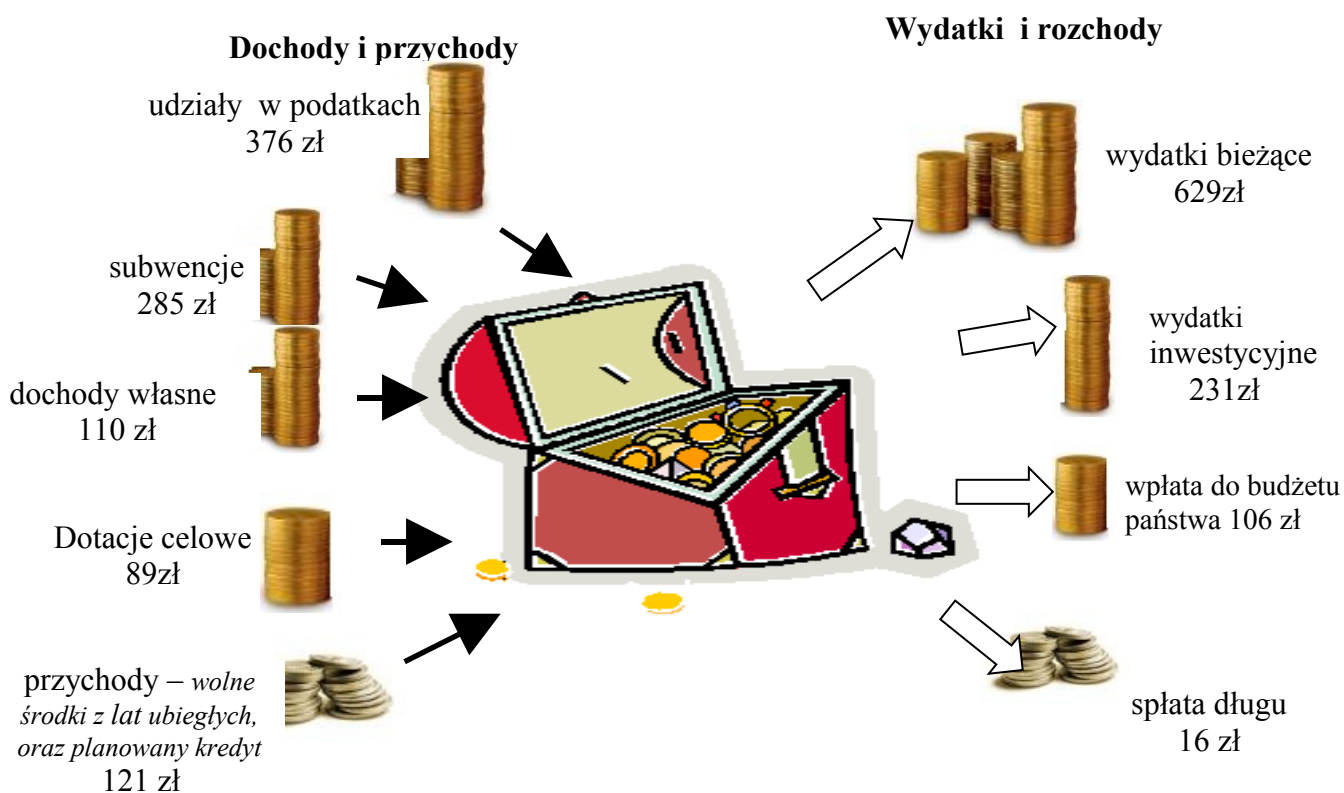 Dochody i przychody
udziały w podatkach
376 zł
subwencje
285 zł
dochody własne
110 zł
Dotacje celowe
89zł
przychody – wolne
środki z lat ubiegłych,
oraz planowany kredyt
121 zł
Wydatki i rozchody
wydatki bieżące
629zł
wydatki
inwestycyjne
231zł
wpłata do budżetu
państwa 106 zł
spłata długu
16 zł